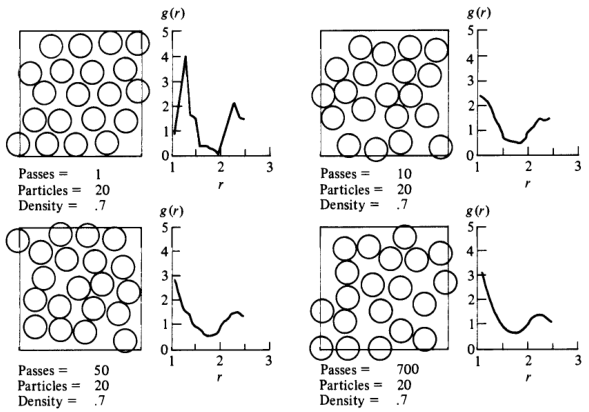 g(r)
5
4
3
2
1
0
1 2 3
r
Passes = 1
Particles = 20
Density = .7
g(r)
5
4
3
2
1
0
1 2 3
r
Passes = 10
Particles = 20
Density = .7
g(r)
5
4
3
2
1
0
1 2 3
r
Passes = 50
Particles = 20
Density = .7
g(r)
5
4
3
2
1
0
1 2 3
r
Passes = 700
Particles = 20
Density = .7